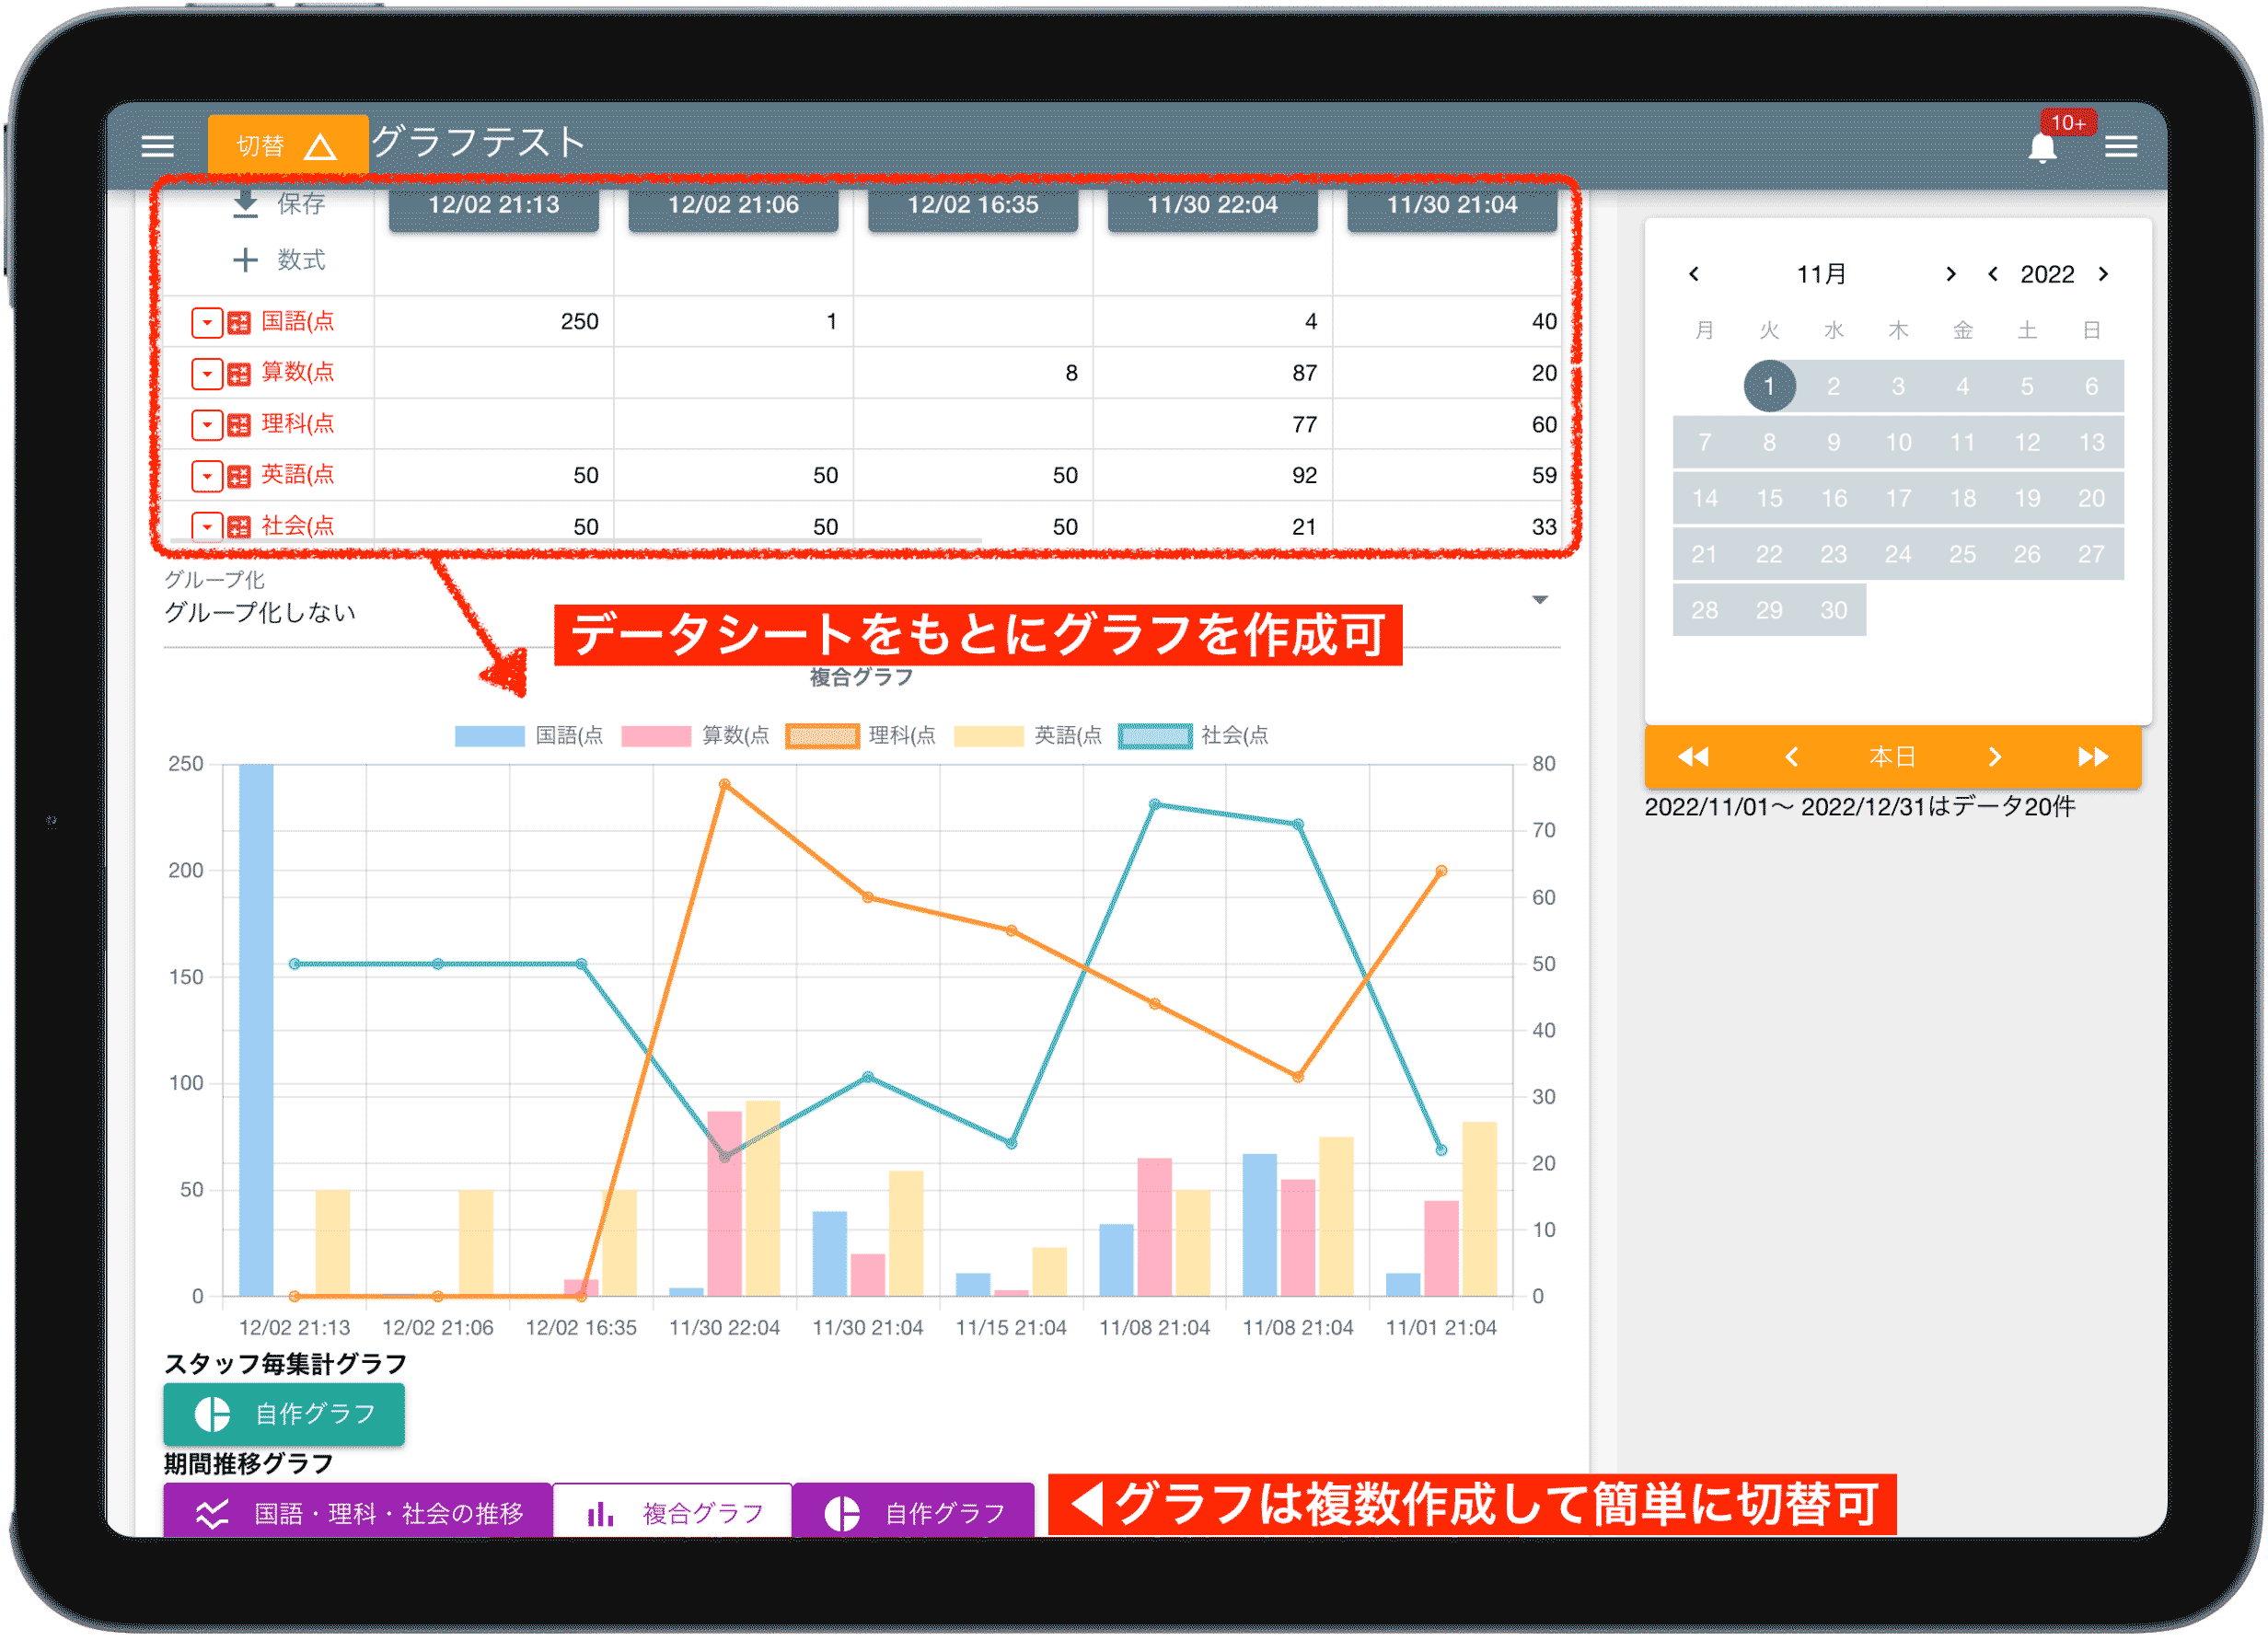 切替 グラフテスト 10+
保存 12/02 21:13 12/02 21:06 12/02 16:35 11/30 22:04 11/30 21:04
数式
国語(点 250 1 4 40
算数(点 8 87 20
理科(点 77 60
英語(点 50 50 50 92 59
社会(点 50 50 50 21 33
グループ化
グループ化しない
データシートをもとにグラフを作成可
複合グラフ
国語(点 算数(点 理科(点 英語(点 社会(点
250 80
70
200
60
150 50
40
100
30
50 20
10
0 0
12/02 21:13 12/02 21:06 12/02 16:35 11/30 22:04 11/30 21:04 11/15 21:04 11/08 21:04 11/08 21:04 11/01 21:04
スタッフ毎集計グラフ
自作グラフ
期間推移グラフ
国語・理科・社会の推移 複合グラフ 自作グラフ
◀グラフは複数作成して簡単に切替可
11月 2022
月 火 水 木 金 土 日
1 2 3 4 5 6
7 8 9 10 11 12 13
14 15 16 17 18 19 20
21 22 23 24 25 26 27
28 29 30
本日
2022/11/01〜 2022/12/31はデータ20件